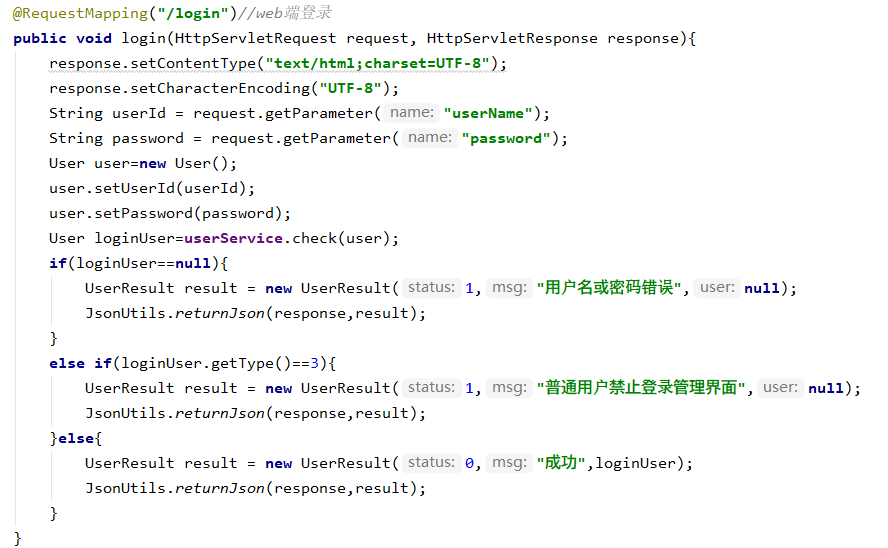 @RequestMapping("/login")//web端登录
public void login(HttpServletRequest request, HttpServletResponse response){
    response.setContentType("text/html;charset=UTF-8");
    response.setCharacterEncoding("UTF-8");
    String userId = request.getParameter( name: "userName");
    String password = request.getParameter( name: "password");
    User user=new User();
    user.setUserId(userId);
    user.setPassword(password);
    User loginUser=userService.check(user);
    if(loginUser==null){
        UserResult result = new UserResult( status: 1, msg: "用户名或密码错误", user: null);
        JsonUtils.returnJson(response,result);
    }
    else if(loginUser.getType()==3){
        UserResult result = new UserResult( status: 1, msg: "普通用户禁止登录管理界面", user: null);
        JsonUtils.returnJson(response,result);
    }else{
        UserResult result = new UserResult( status: 0, msg: "成功",loginUser);
        JsonUtils.returnJson(response,result);
    }
}